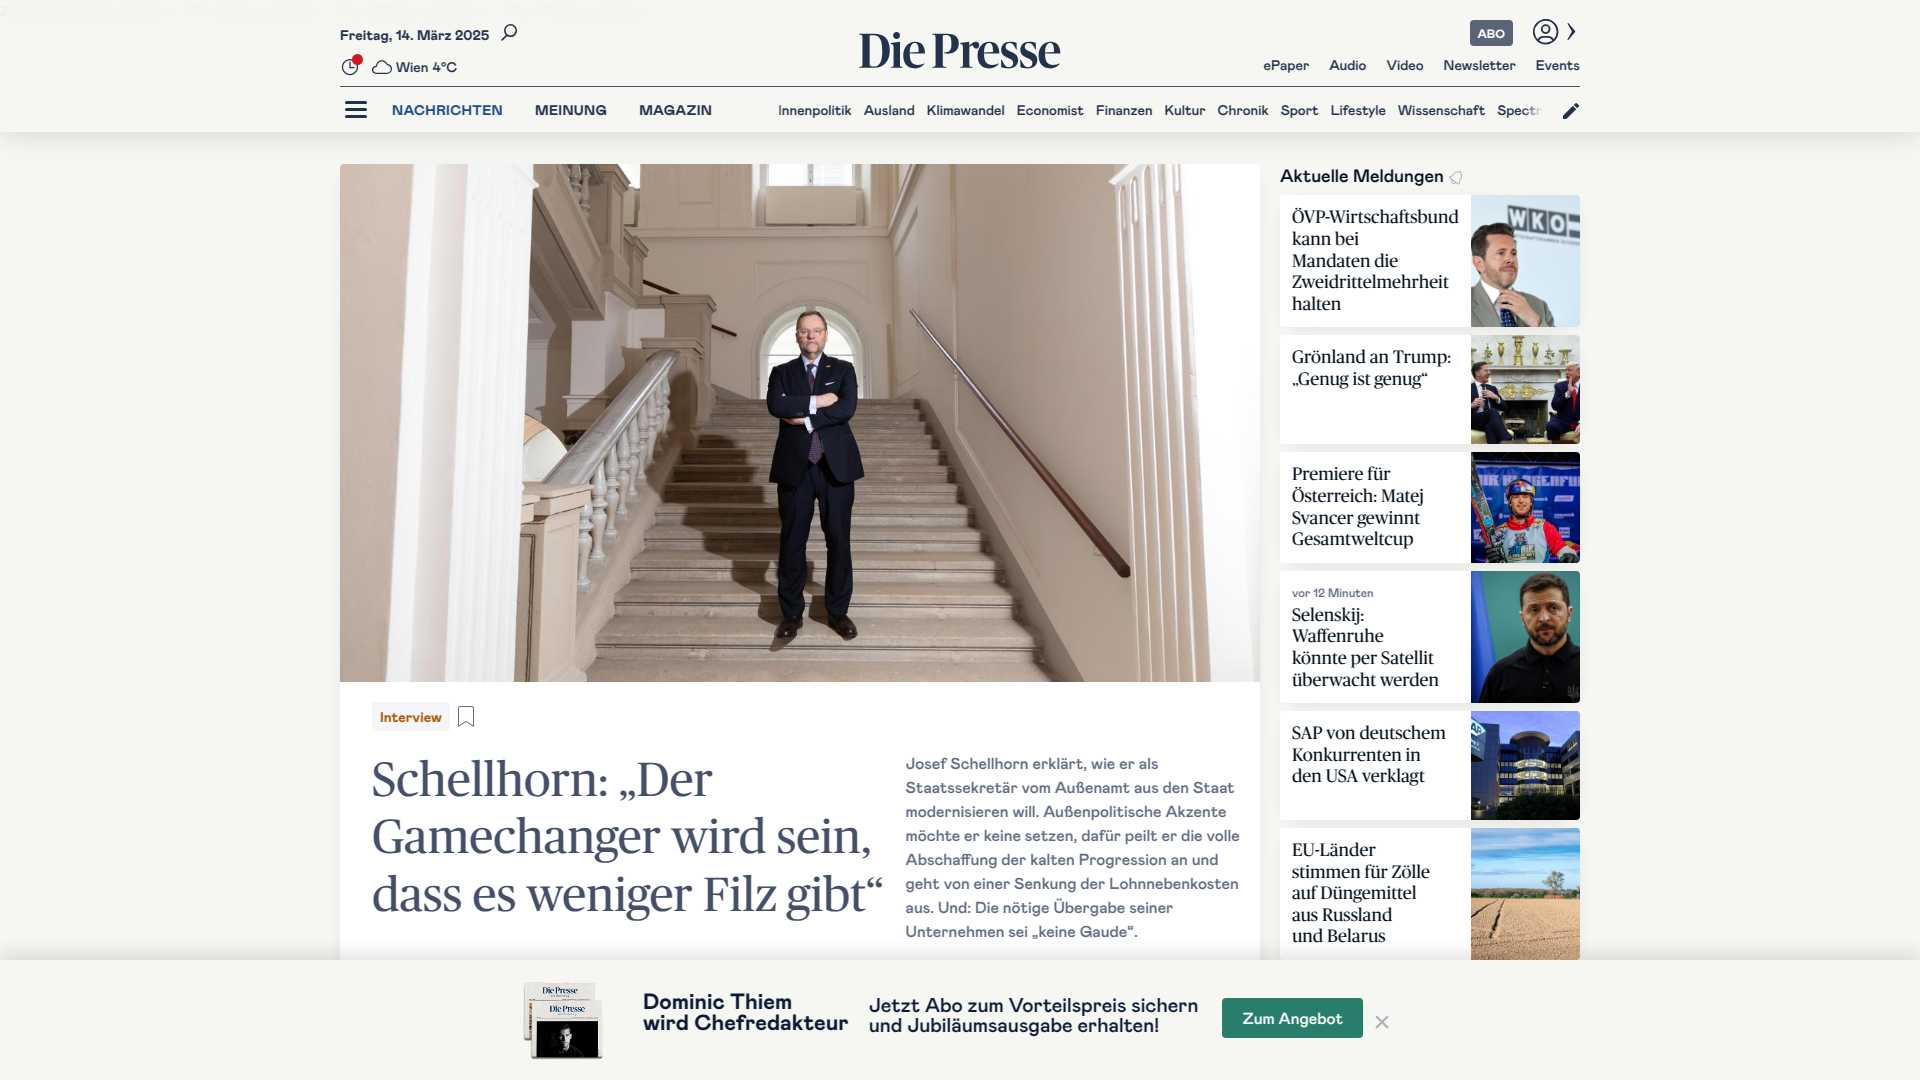 Freitag, 14. März 2025
Wien 4°C
Die Presse
ABO
ePaper Audio Video Newsletter Events
NACHRICHTEN MEINUNG MAGAZIN
Innenpolitik Ausland Klimawandel Economist Finanzen Kultur Chronik Sport Lifestyle Wissenschaft Spectr
Interview
Schellhorn: „Der
Gamechanger wird sein,
dass es weniger Filz gibt“
Josef Schellhorn erklärt, wie er als
Staatssekretär vom Außenamt aus den Staat
modernisieren will. Außenpolitische Akzente
möchte er keine setzen, dafür peilt er die volle
Abschaffung der kalten Progression an und
geht von einer Senkung der Lohnnebenkosten
aus. Und: Die nötige Übergabe seiner
Unternehmen sei „keine Gaude“.
Aktuelle Meldungen
ÖVP-Wirtschaftsbund
kann bei
Mandaten die
Zweidrittelmehrheit
halten
WKO
Grönland an Trump:
„Genug ist genug“
Premiere für
Österreich: Matej
Svancer gewinnt
Gesamtweltcup
vor 12 Minuten
Selenskij:
Waffenruhe
könnte per Satellit
überwacht werden
SAP von deutschem
Konkurrenten in
den USA verklagt
EU-Länder
stimmen für Zölle
auf Düngemittel
aus Russland
und Belarus
Die Presse
Die Presse
Dominic Thiem
wird Chefredakteur
Jetzt Abo zum Vorteilspreis sichern
und Jubiläumsausgabe erhalten!
Zum Angebot